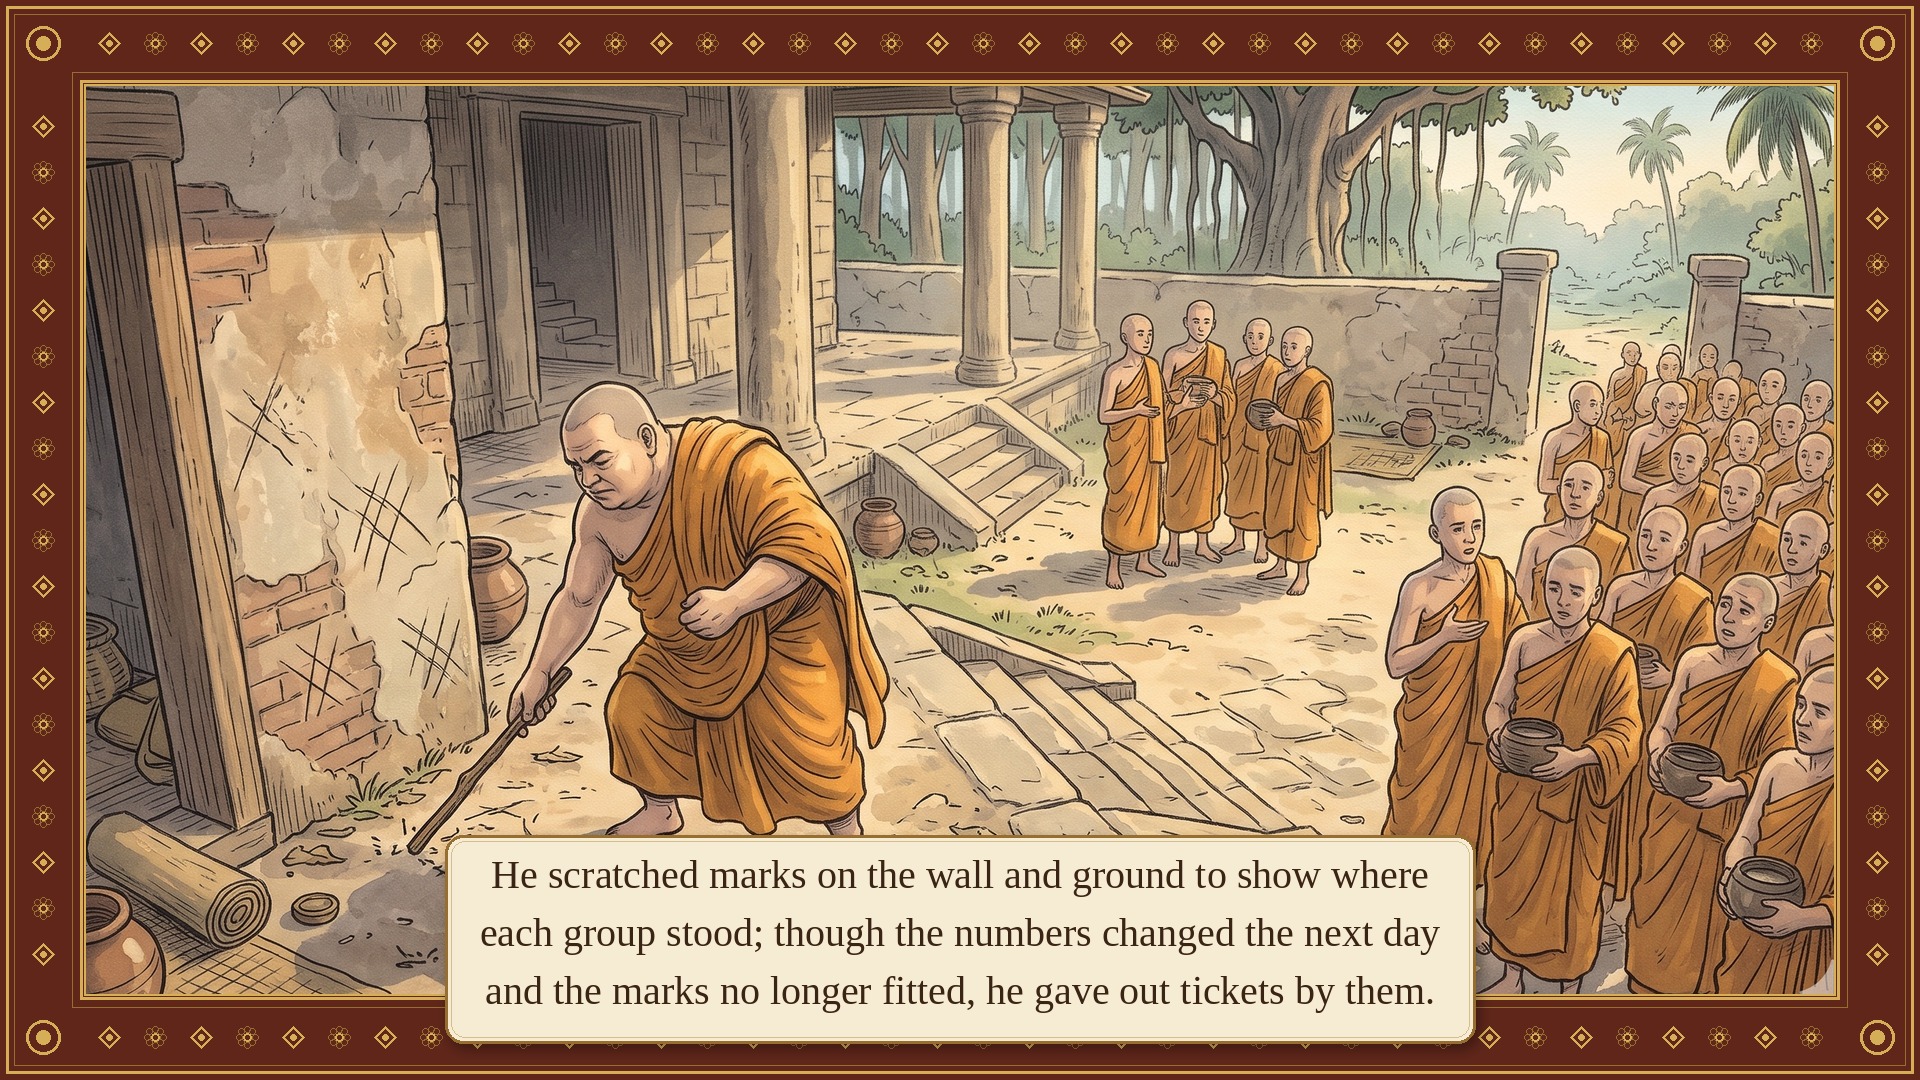 He scratched marks on the wall and ground to show where
each group stood; though the numbers changed the next day
and the marks no longer fitted, he gave out tickets by them.